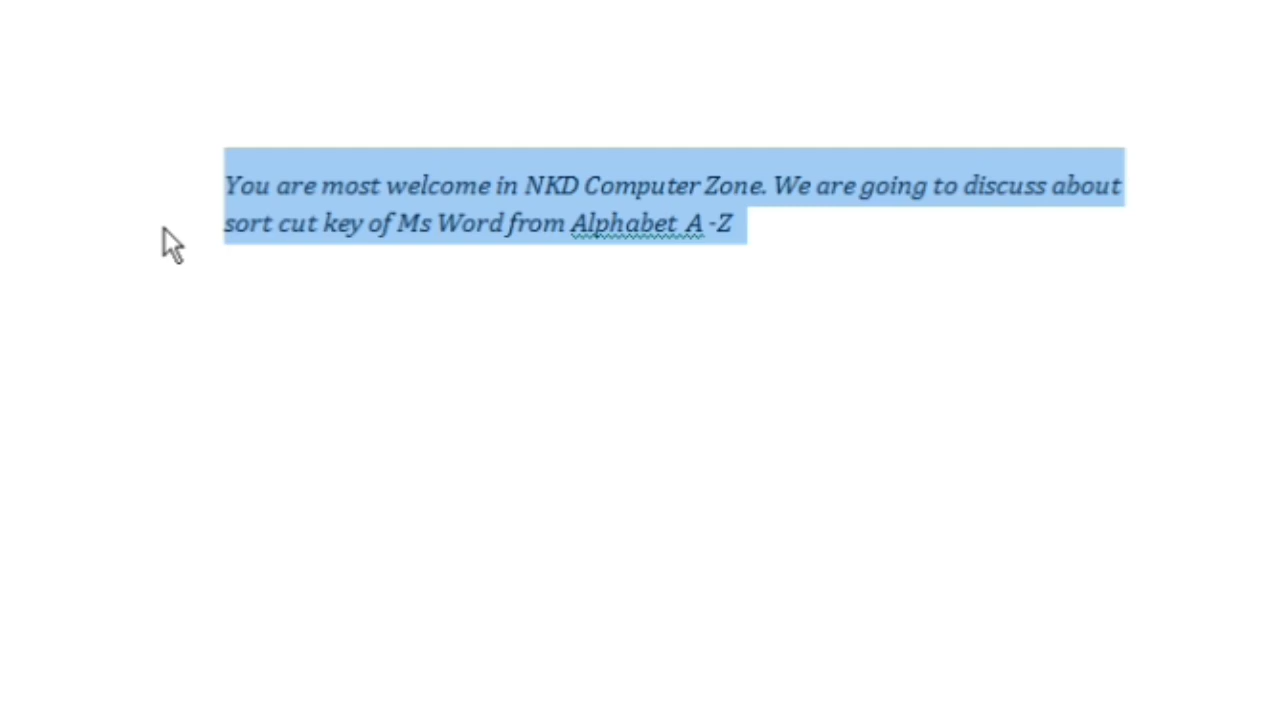 You are most welcome in NKD Computer Zone. We are going to discuss about
sort cut key of Ms Word from Alphabet A -Z